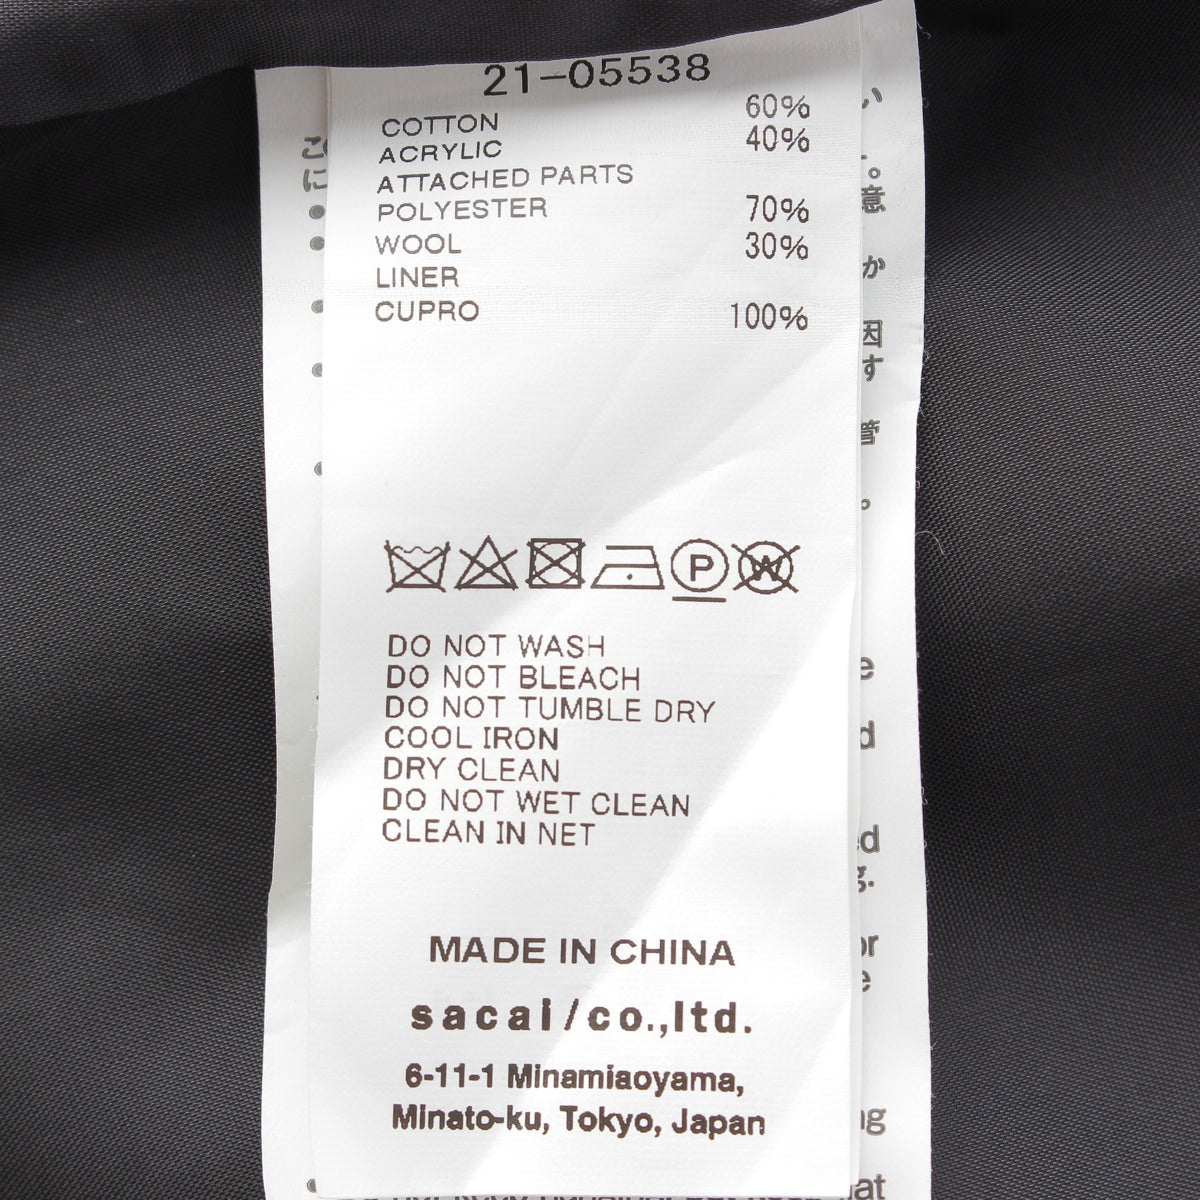 21-05538
COTTON 60%
ACRYLIC 40%
ATTACHED PARTS
POLYESTER 70%
WOOL 30%
LINER
CUPRO 100%
P
W
DO NOT WASH
DO NOT BLEACH
DO NOT TUMBLE DRY
COOL IRON
DRY CLEAN
DO NOT WET CLEAN
CLEAN IN NET
MADE IN CHINA
sacai/co.,ltd.
6-11-1 Minamiaoyama,
Minato-ku, Tokyo, Japan